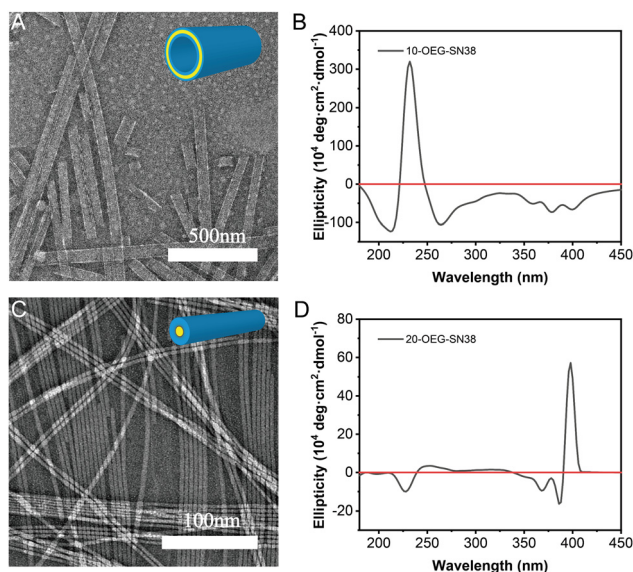 A
500nm
B
10-OEG-SN38
Ellipticity (10⁴ deg·cm²·dmol⁻¹)
400
300
200
100
0
-100
200
250
300
350
400
450
Wavelength (nm)
C
100nm
D
20-OEG-SN38
Ellipticity (10⁴ deg·cm²·dmol⁻¹)
80
60
40
20
0
-20
200
250
300
350
400
450
Wavelength (nm)